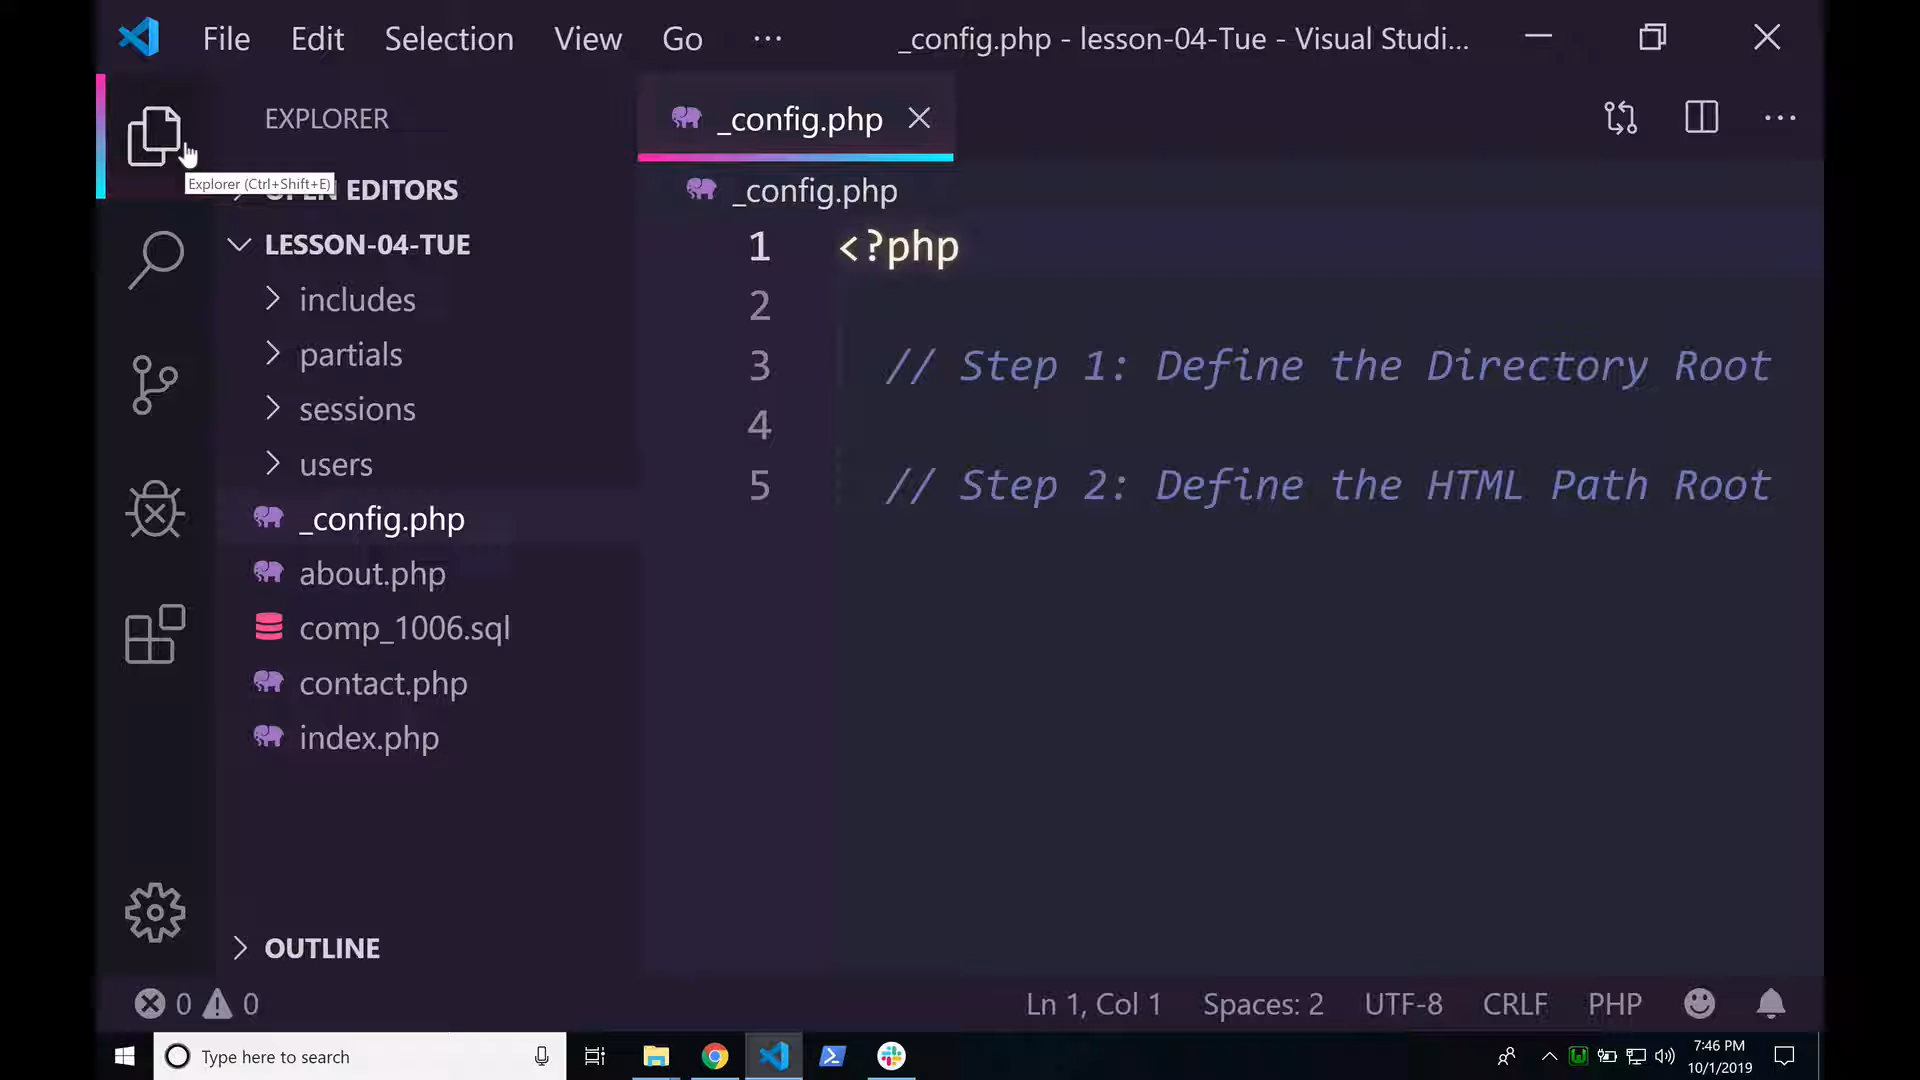 File Edit Selection View Go ··· _config.php - lesson-04-Tue - Visual Studi...
EXPLORER
_config.php
Explorer (Ctrl+Shift+E)
OPEN EDITORS
_config.php
LESSON-04-TUE
includes
partials
sessions
users
_config.php
about.php
comp_1006.sql
contact.php
index.php
OUTLINE
1 <?php
2
3 // Step 1: Define the Directory Root
4
5 // Step 2: Define the HTML Path Root
0 0 Ln 1, Col 1 Spaces: 2 UTF-8 CRLF PHP
Type here to search
7:46 PM
10/1/2019